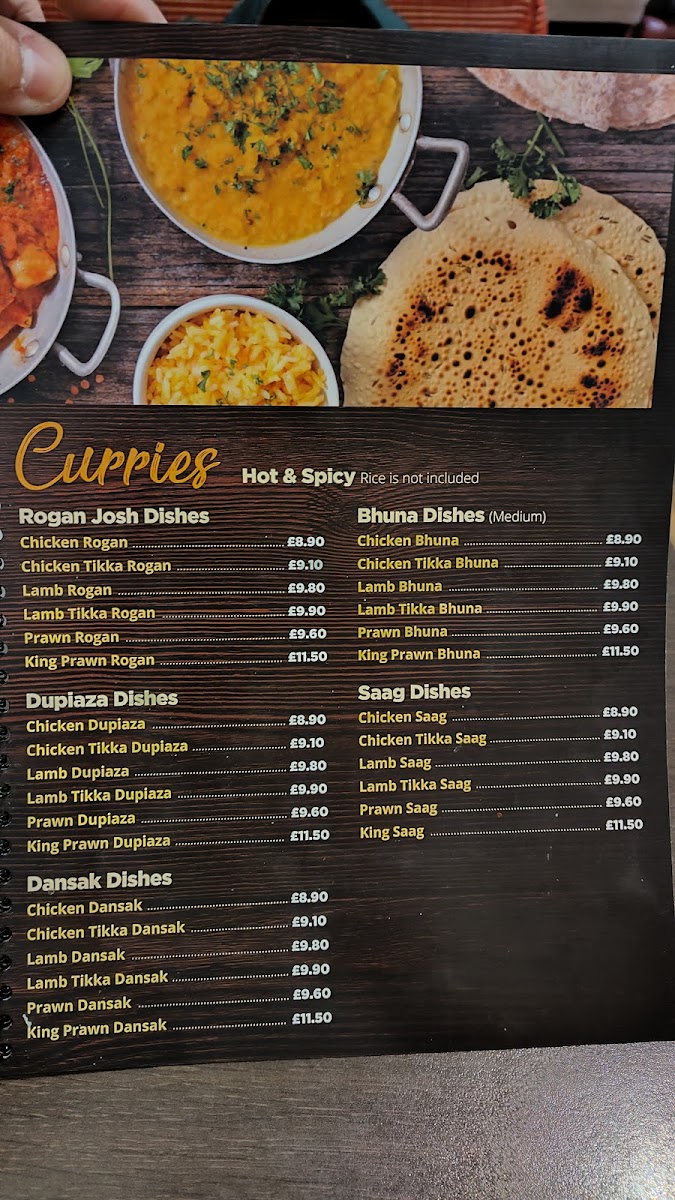 Curries Hot & Spicy Rice is not included
Rogan Josh Dishes
Chicken Rogan £8.90
Chicken Tikka Rogan £9.10
Lamb Rogan £9.80
Lamb Tikka Rogan £9.90
Prawn Rogan £9.60
King Prawn Rogan £11.50
Dupiaza Dishes
Chicken Dupiaza £8.90
Chicken Tikka Dupiaza £9.10
Lamb Dupiaza £9.80
Lamb Tikka Dupiaza £9.90
Prawn Dupiaza £9.60
King Prawn Dupiaza £11.50
Dansak Dishes
Chicken Dansak £8.90
Chicken Tikka Dansak £9.10
Lamb Dansak £9.80
Lamb Tikka Dansak £9.90
Prawn Dansak £9.60
King Prawn Dansak £11.50
Bhuna Dishes (Medium)
Chicken Bhuna £8.90
Chicken Tikka Bhuna £9.10
Lamb Bhuna £9.80
Lamb Tikka Bhuna £9.90
Prawn Bhuna £9.60
King Prawn Bhuna £11.50
Saag Dishes
Chicken Saag £8.90
Chicken Tikka Saag £9.10
Lamb Saag £9.80
Lamb Tikka Saag £9.90
Prawn Saag £9.60
King Saag £11.50